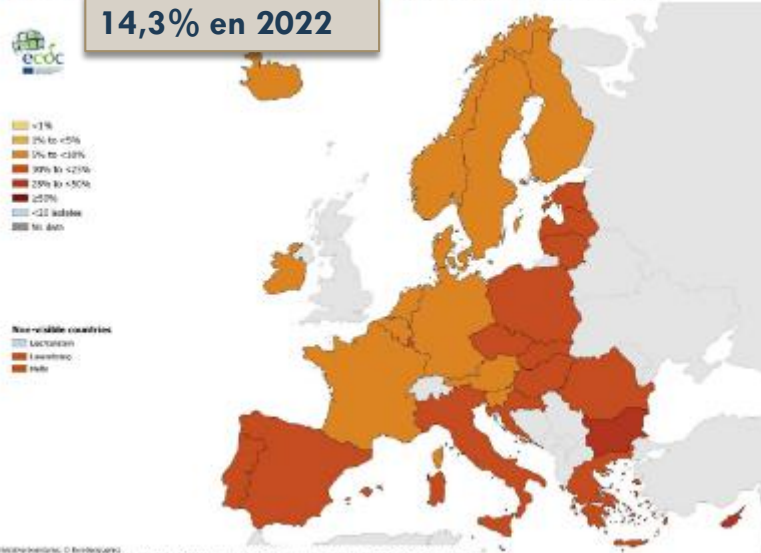 14,3% en 2022
ecdc
<1%
1% to <5%
5% to <10%
10% to <25%
25% to <50%
≥50%
<10 isolates
No data
Non-visible countries
Liechtenstein
Luxembourg
Malta